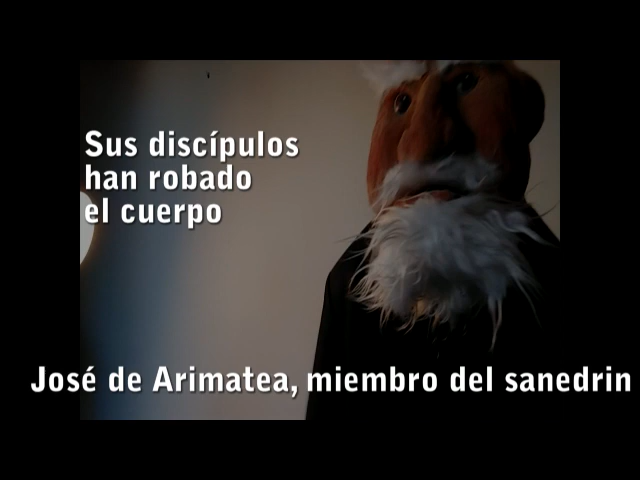 Sus discípulos
han robado
el cuerpo
José de Arimatea, miembro del sanedrin